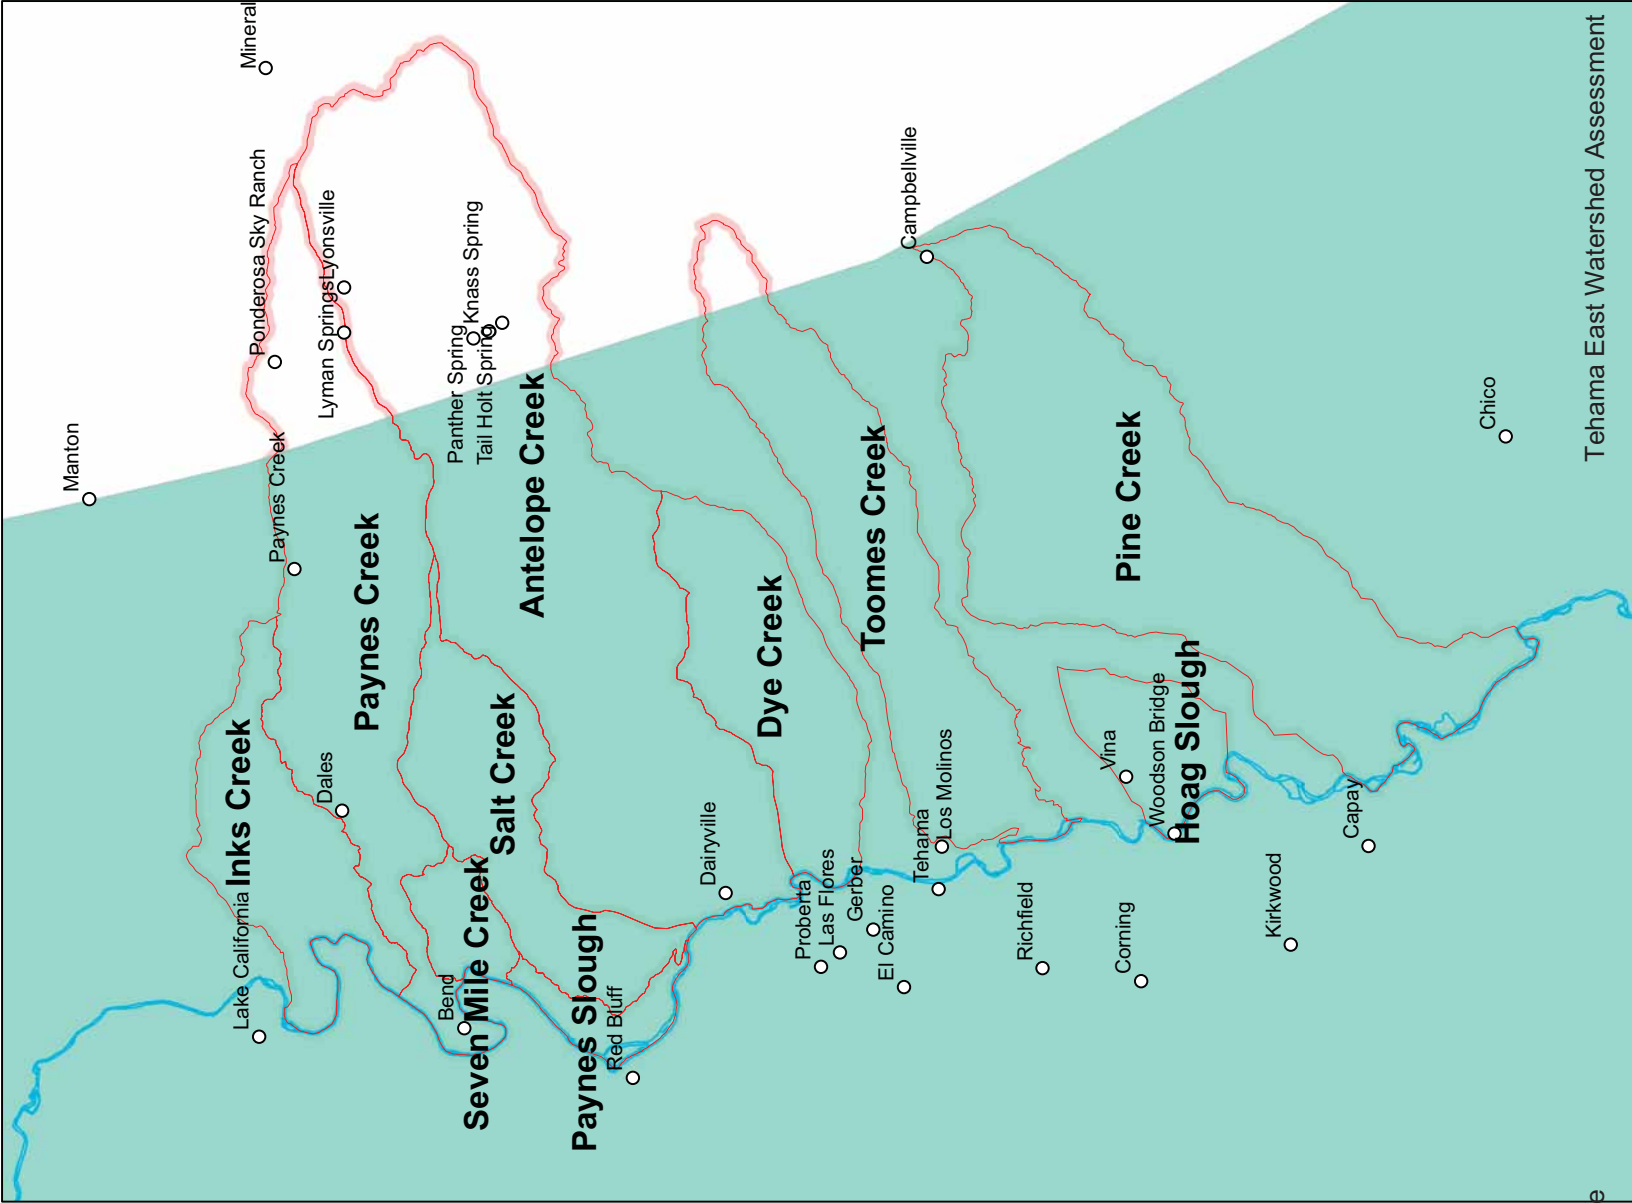 Mineral
Ponderosa Sky Ranch
Lyonsville
Lyman Springs
Knass Spring
Panther Spring
Tail Holt Spring
Manton
Paynes Creek
Campbellville
Chico
Paynes Creek
Antelope Creek
Toomes Creek
Pine Creek
Dye Creek
Salt Creek
Inks Creek
Hoag Slough
Seven Mile Creek
Paynes Slough
Dales
Dairyville
Los Molinos
Tehama
Vina
Woodson Bridge
Capay
Kirkwood
Lake California
Bend
Red Bluff
Proberta
Las Flores
Gerber
El Camino
Richfield
Corning
Tehama East Watershed Assessment
e